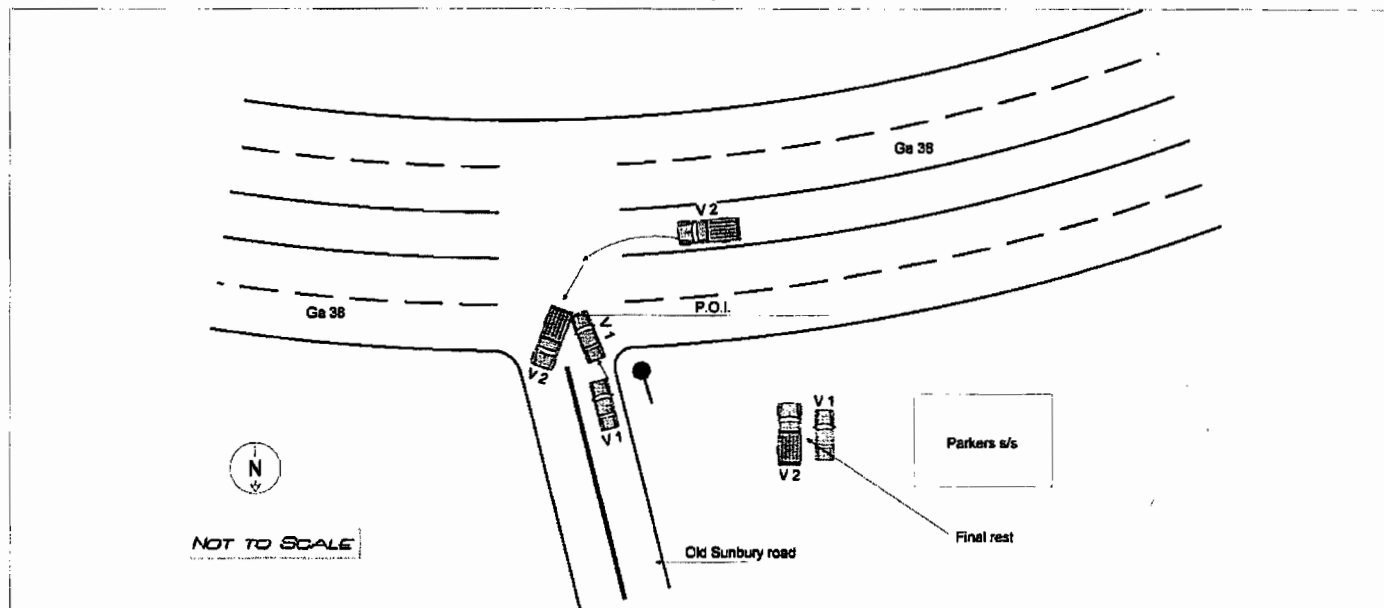 Ga 38
V 2
Ga 38
P.O.I.
V 1
V 2
V 1
V 1
Parkers s/s
V 2
N
NOT TO SCALE
Final rest
Old Sunbury road